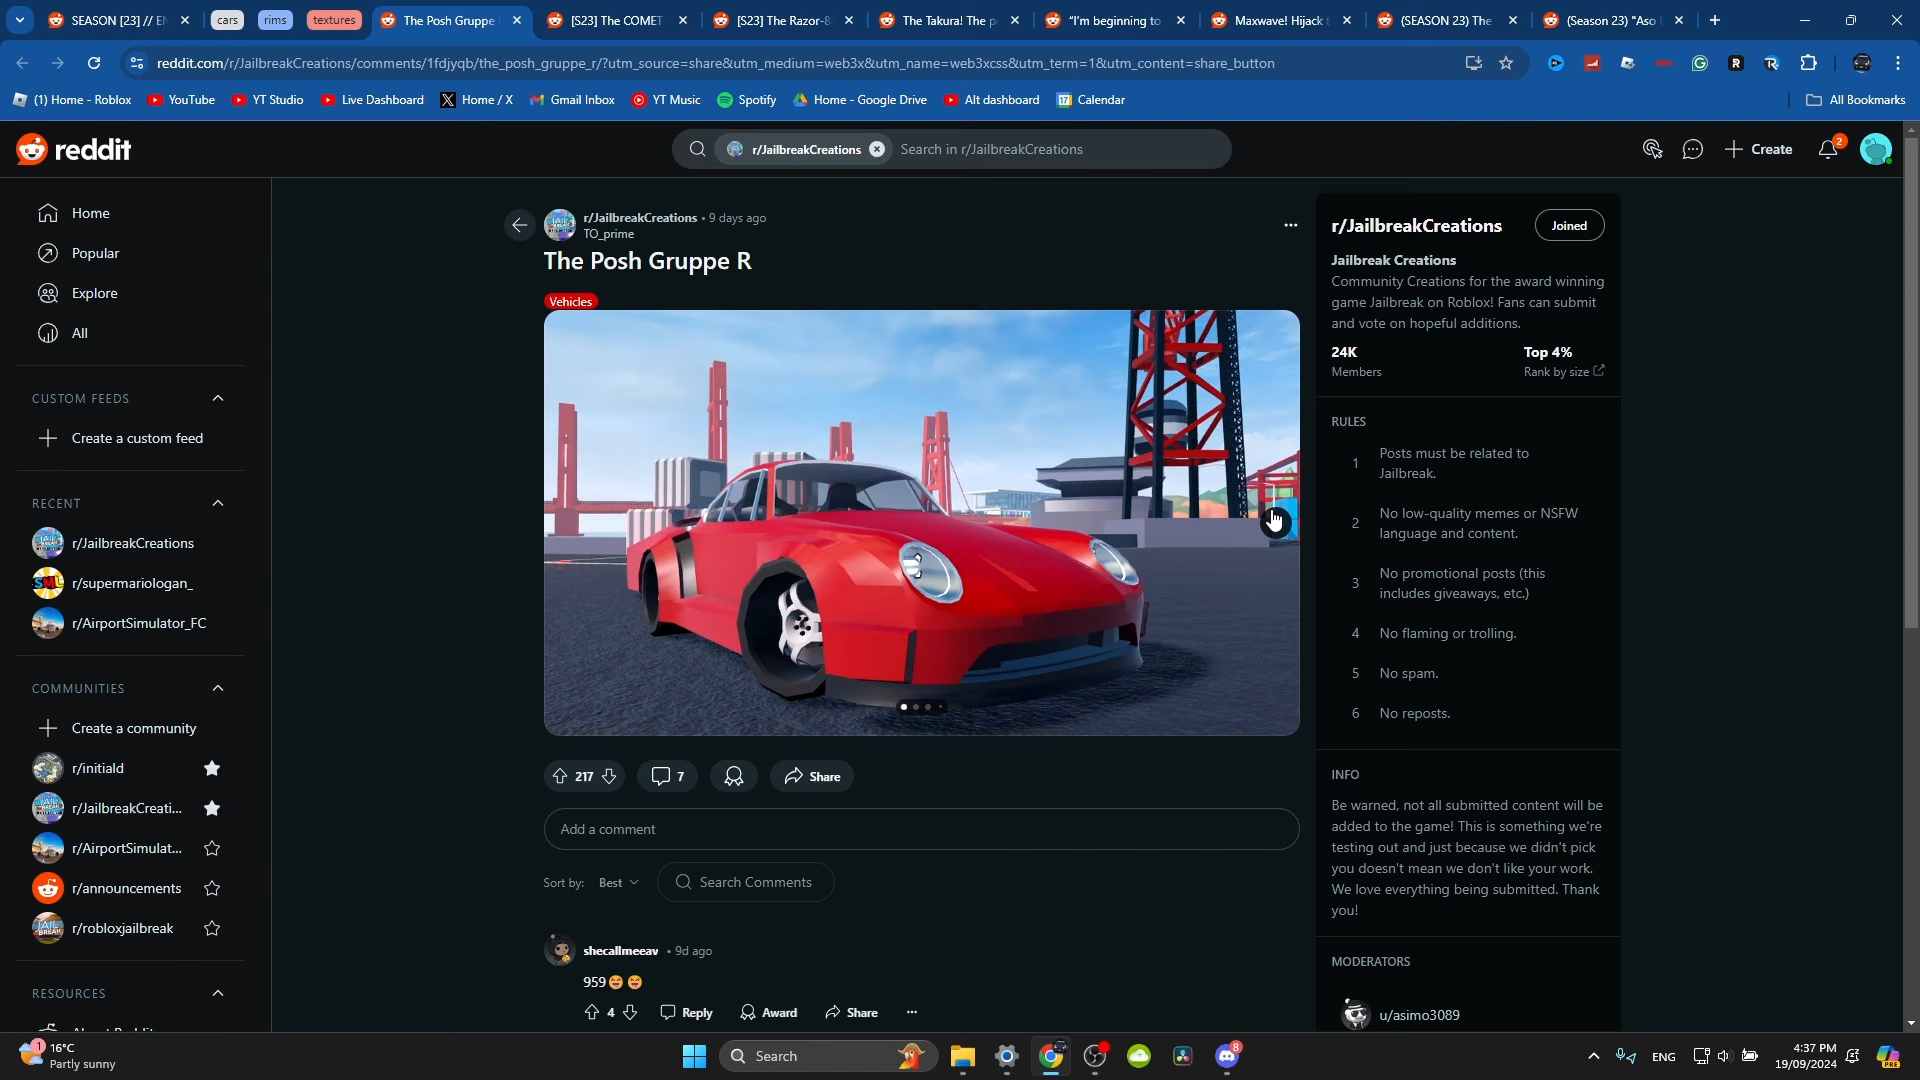 SEASON [23] // EN
cars
rims
textures
The Posh Gruppe
[S23] The COMET
[S23] The Razor-8
The Takura! The p
"I'm beginning to
Maxwave! Hijack t
(SEASON 23) The
(Season 23) "Aso
reddit.com/r/JailbreakCreations/comments/1fdjyqb/the_posh_gruppe_r/?utm_source=share&utm_medium=web3x&utm_name=web3xcss&utm_term=1&utm_content=share_button
(1) Home - Roblox
YouTube
YT Studio
Live Dashboard
Home / X
Gmail Inbox
YT Music
Spotify
Home - Google Drive
Alt dashboard
Calendar
All Bookmarks
reddit
r/JailbreakCreations
Search in r/JailbreakCreations
Create
2
Home
Popular
Explore
All
CUSTOM FEEDS
Create a custom feed
RECENT
r/JailbreakCreations
r/supermariologan_
r/AirportSimulator_FC
COMMUNITIES
Create a community
r/initiald
r/JailbreakCreati...
r/AirportSimulat...
r/announcements
r/robloxjailbreak
RESOURCES
r/JailbreakCreations • 9 days ago
TO_prime
The Posh Gruppe R
Vehicles
217
7
Share
Add a comment
Sort by: Best
Search Comments
shecallmeeav • 9d ago
959😄😄
4
Reply
Award
Share
r/JailbreakCreations
Joined
Jailbreak Creations
Community Creations for the award winning
game Jailbreak on Roblox! Fans can submit
and vote on hopeful additions.
24K
Members
Top 4%
Rank by size
RULES
1 Posts must be related to
Jailbreak.
2 No low-quality memes or NSFW
language and content.
3 No promotional posts (this
includes giveaways, etc.)
4 No flaming or trolling.
5 No spam.
6 No reposts.
INFO
Be warned, not all submitted content will be
added to the game! This is something we're
testing out and just because we didn't pick
you doesn't mean we don't like your work.
We love everything being submitted. Thank
you!
MODERATORS
u/asimo3089
1
16°C
Partly sunny
Search
8
ENG
4:37 PM
19/09/2024